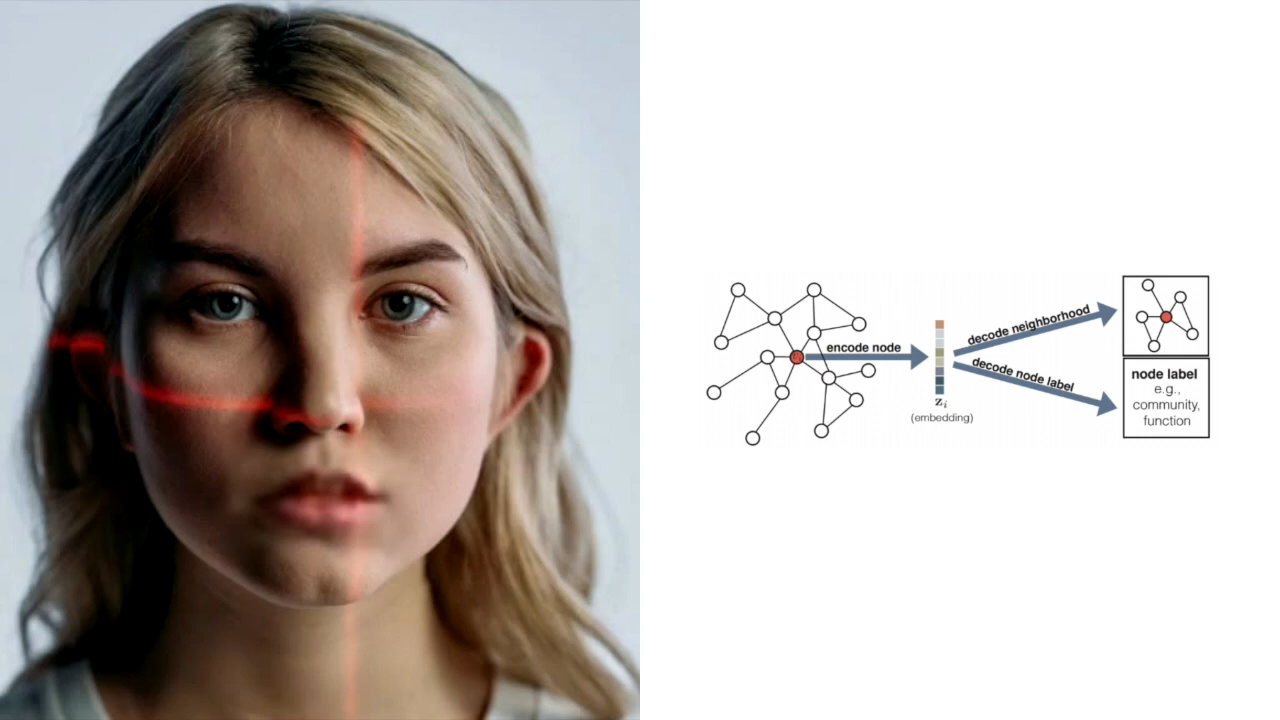 encode node
z_i
(embedding)
decode neighborhood
decode node label
node label
e.g.,
community,
function